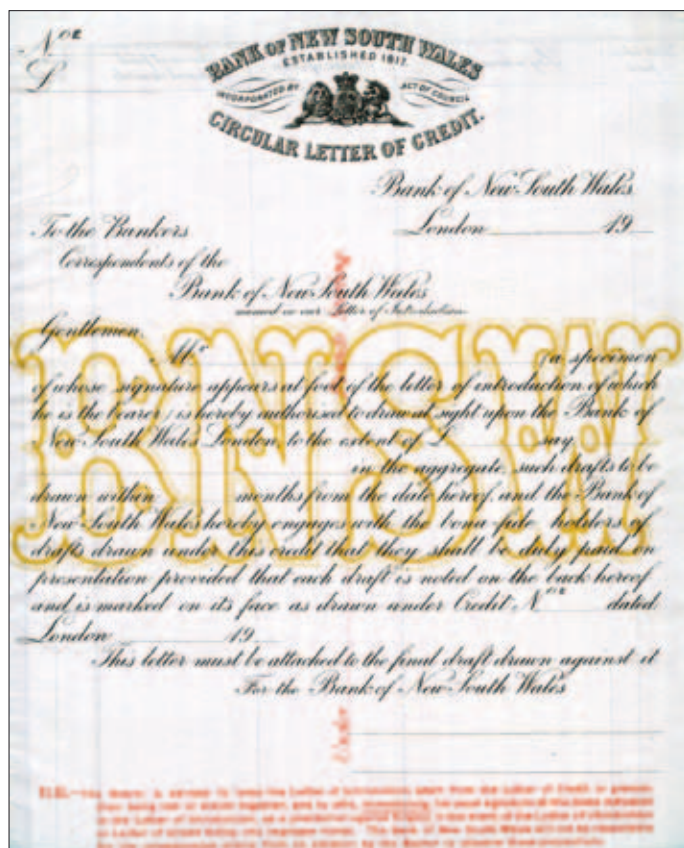 Nᵒᴱ
£
BANK OF NEW SOUTH WALES
ESTABLISHED 1817.
INCORPORATED BY ACT OF COUNCIL
CIRCULAR LETTER OF CREDIT.
Bank of New South Wales
London 19
To the Bankers
Correspondents of the
Bank of New South Wales
named in our Letter of Introduction
Gentlemen,
BNSW
Mʳ (a specimen
of whose signature appears at foot of the letter of introduction of which
he is the bearer) is hereby authorised to draw at sight upon the Bank of
New South Wales London, to the extent of £ say
in the aggregate, such drafts to be
drawn within months from the date hereof, and the Bank of
New South Wales hereby engages with the bona-fide holders of
drafts drawn under this credit that they shall be duly paid on
presentation provided that each draft is noted on the back hereof
and is marked on its face as drawn under Credit Nᵒᴱ dated
London 19
This letter must be attached to the final draft drawn against it
For the Bank of New South Wales
Under